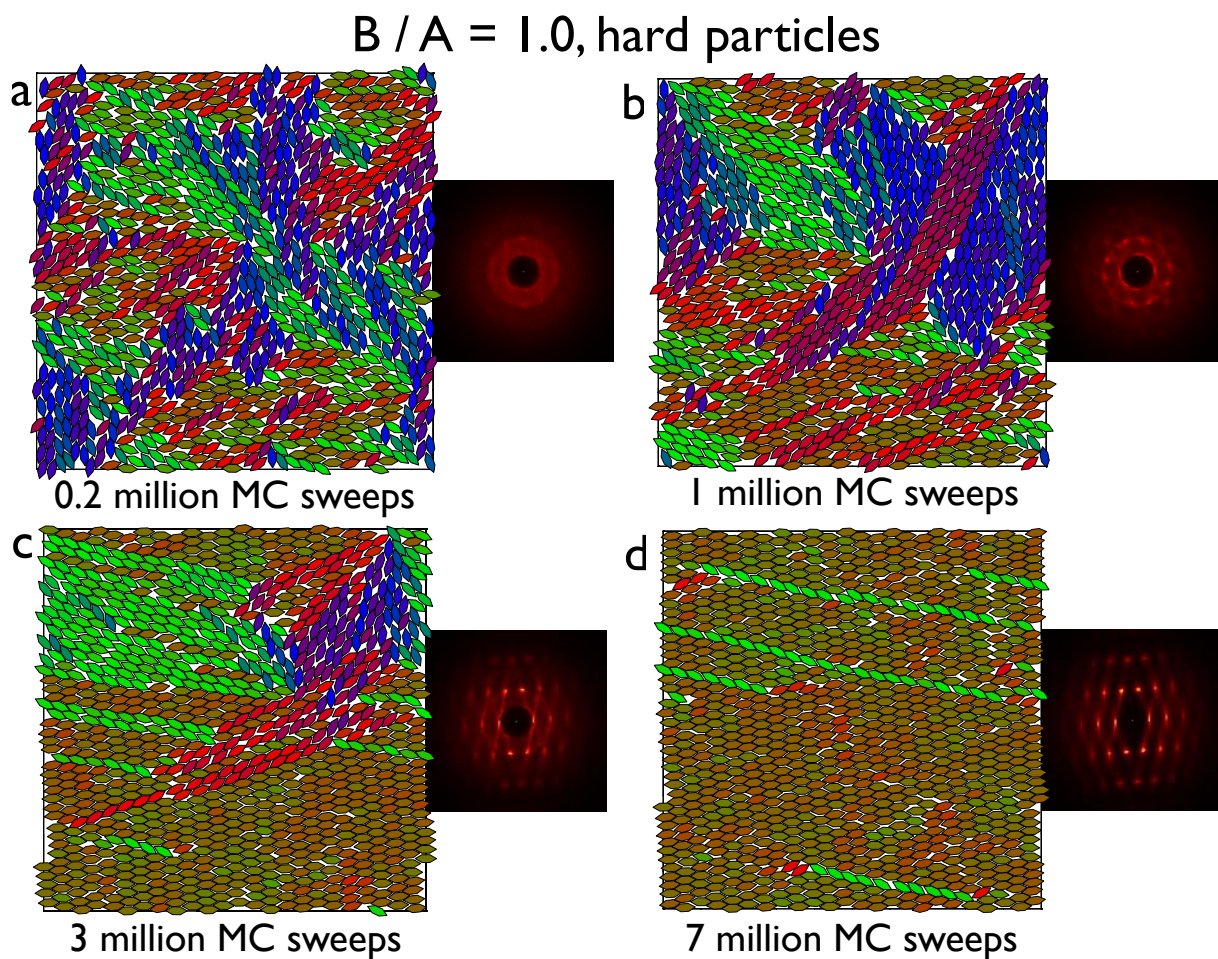 B / A = 1.0, hard particles
a
b
0.2 million MC sweeps
1 million MC sweeps
c
d
3 million MC sweeps
7 million MC sweeps